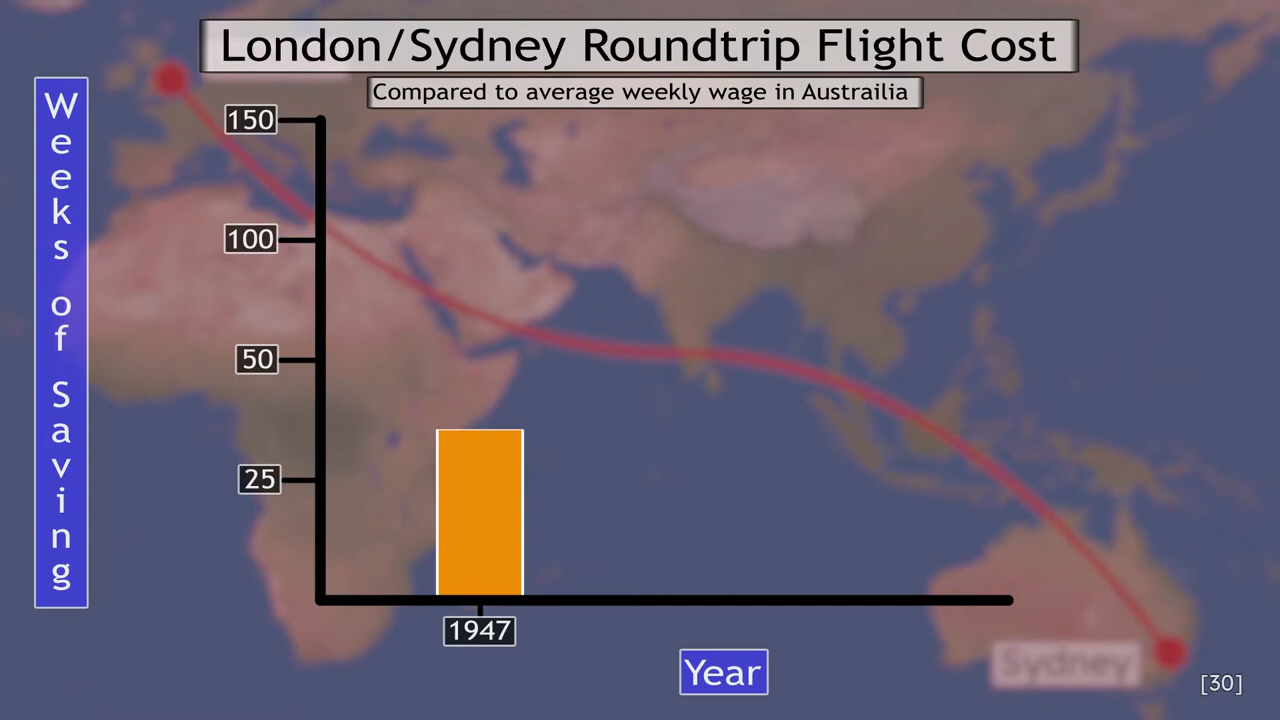 London/Sydney Roundtrip Flight Cost
Compared to average weekly wage in Austrailia
Weeks of Saving
150
100
50
25
1947
Year
Sydney
[30]